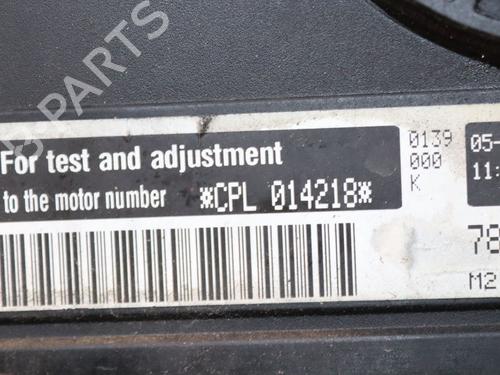 For test and adjustment
to the motor number *CPL 014218*
0139
000
K
05-
11:
78
M2
B PARTS